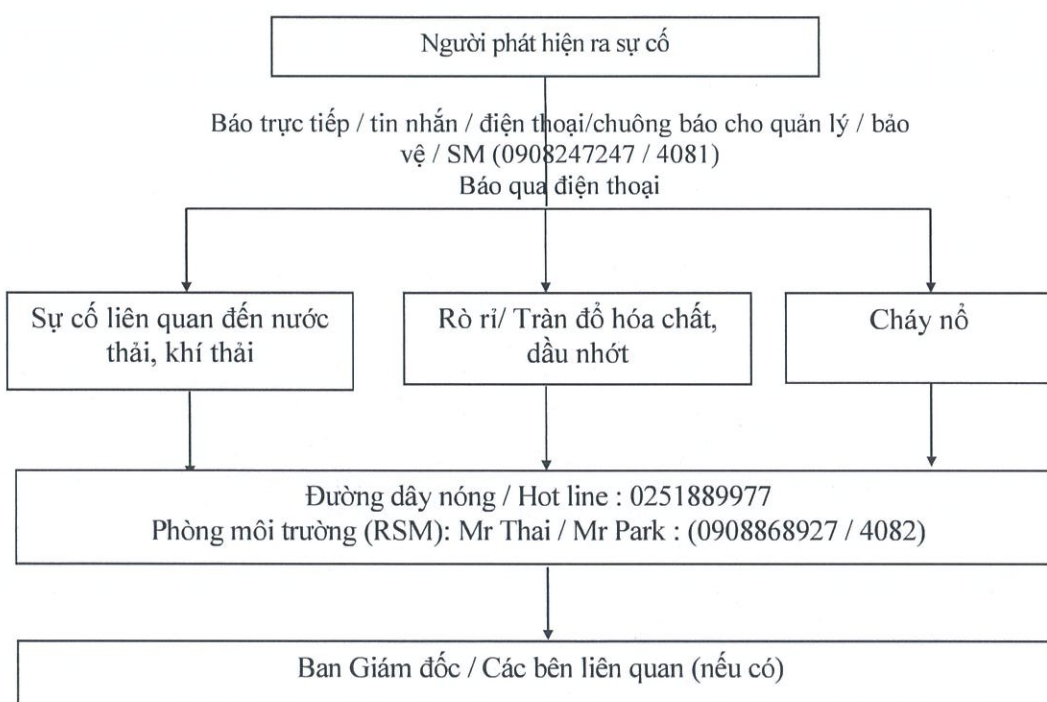 Người phát hiện ra sự cố
Báo trực tiếp / tin nhắn / điện thoại/chuông báo cho quản lý / bảo
vệ / SM (0908247247 / 4081)
Báo qua điện thoại
Sự cố liên quan đến nước
thải, khí thải
Rò rỉ/ Tràn đổ hóa chất,
dầu nhớt
Cháy nổ
Đường dây nóng / Hot line : 0251889977
Phòng môi trường (RSM): Mr Thai / Mr Park : (0908868927 / 4082)
Ban Giám đốc / Các bên liên quan (nếu có)